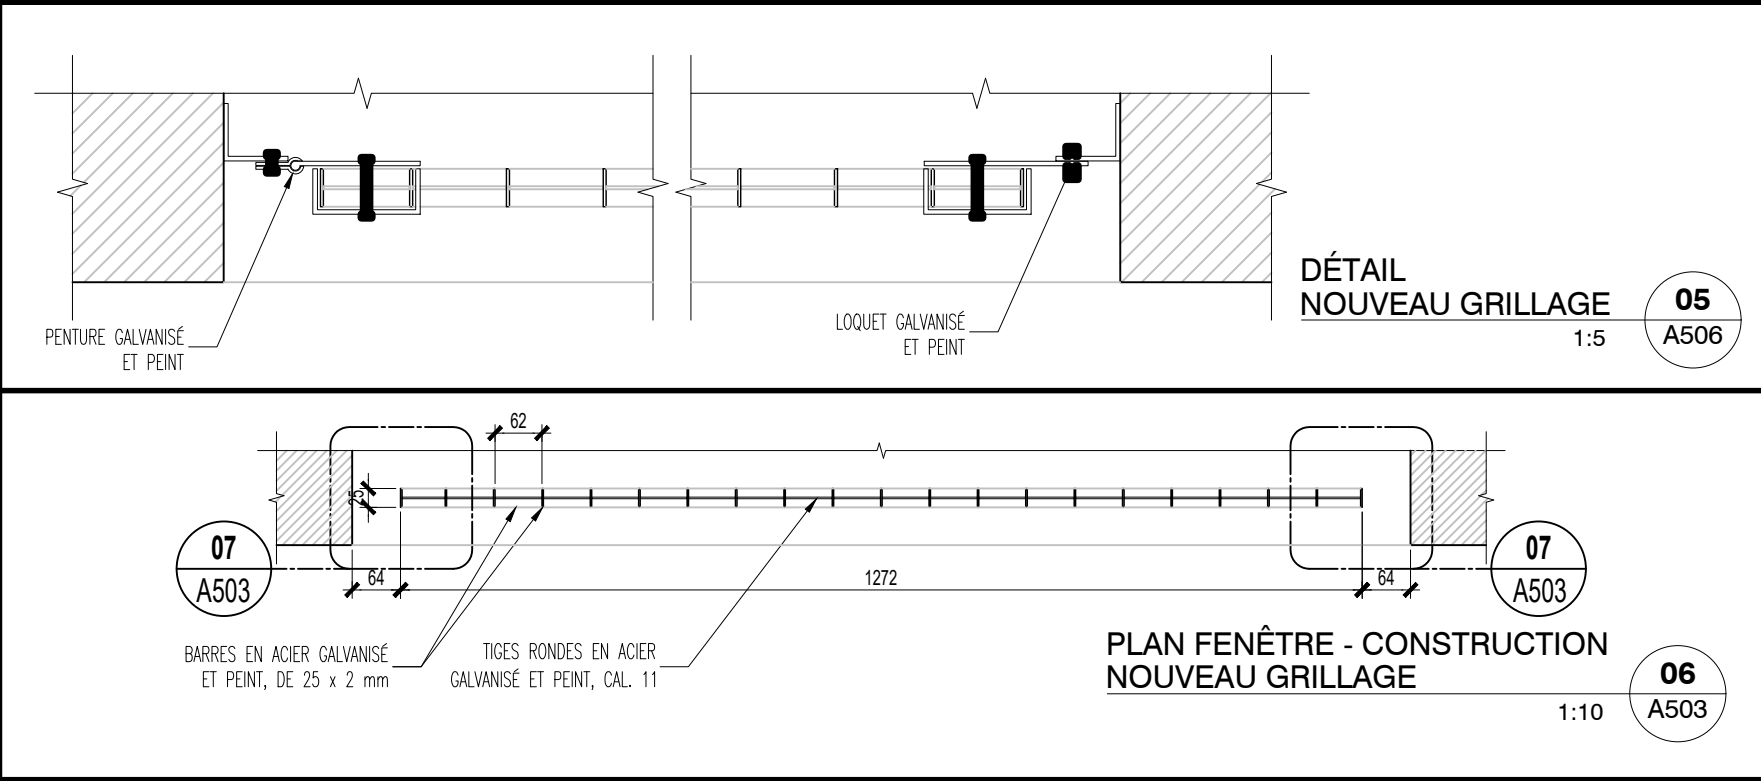 PENTURE GALVANISÉ
ET PEINT
LOQUET GALVANISÉ
ET PEINT
DÉTAIL
NOUVEAU GRILLAGE
1:5
05
A506
62
25
64
1272
64
07
A503
07
A503
BARRES EN ACIER GALVANISÉ
ET PEINT, DE 25 x 2 mm
TIGES RONDES EN ACIER
GALVANISÉ ET PEINT, CAL. 11
PLAN FENÊTRE - CONSTRUCTION
NOUVEAU GRILLAGE
1:10
06
A503